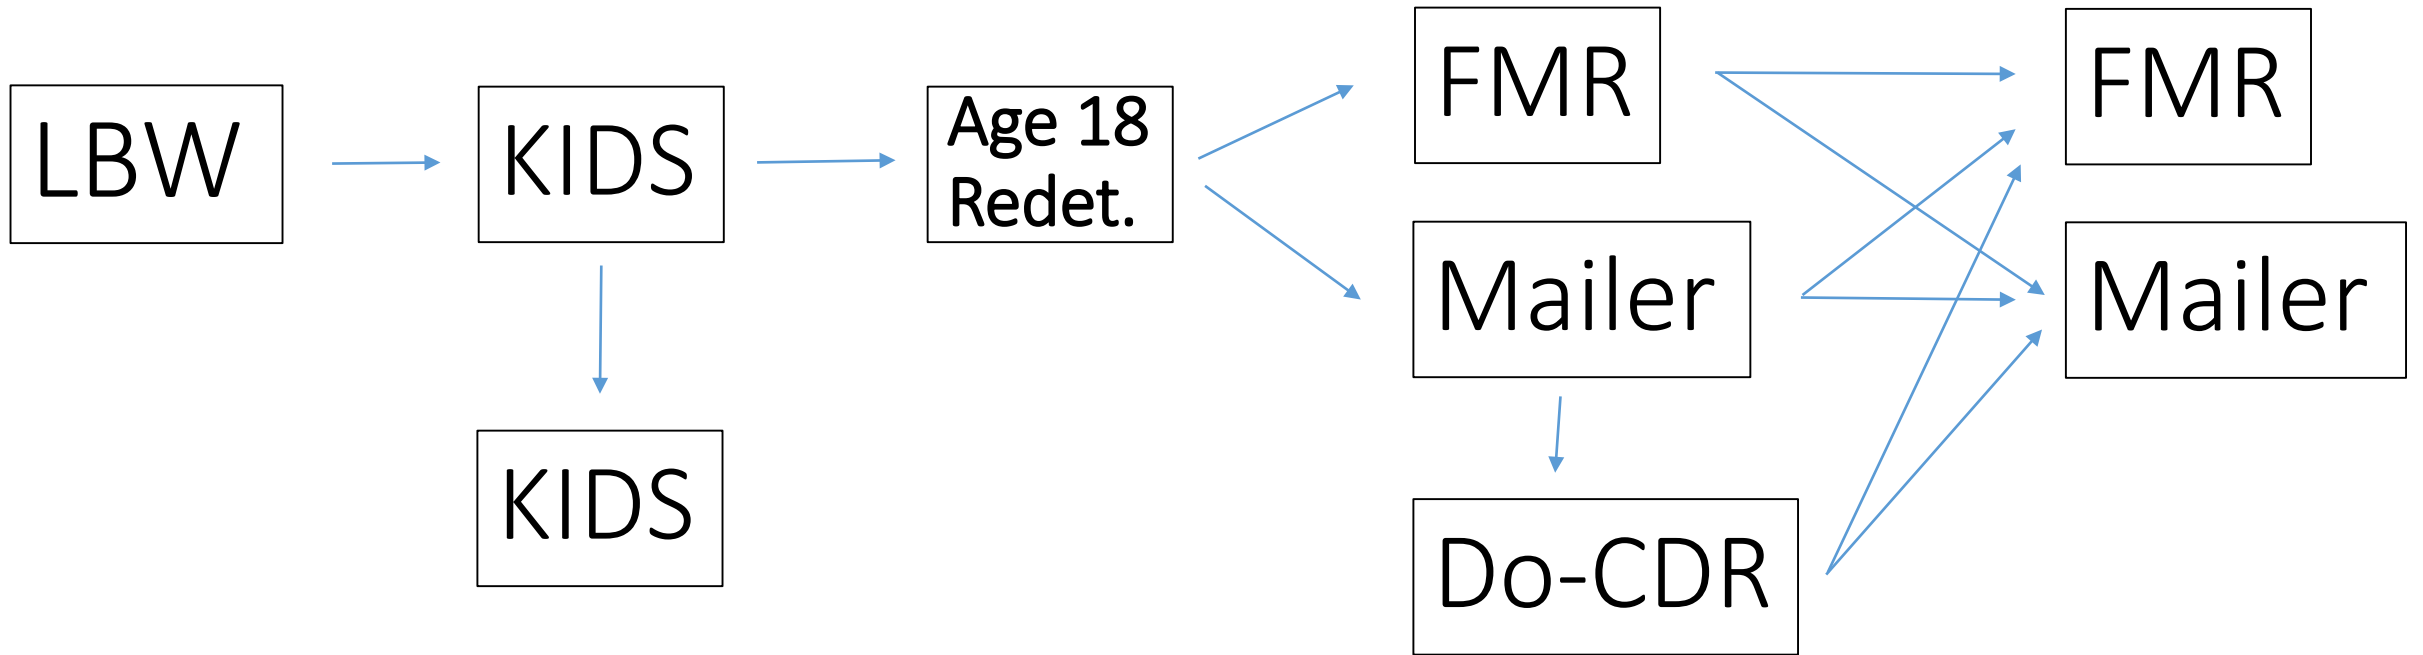 LBW
KIDS
KIDS
Age 18
Redet.
FMR
Mailer
Do-CDR
FMR
Mailer